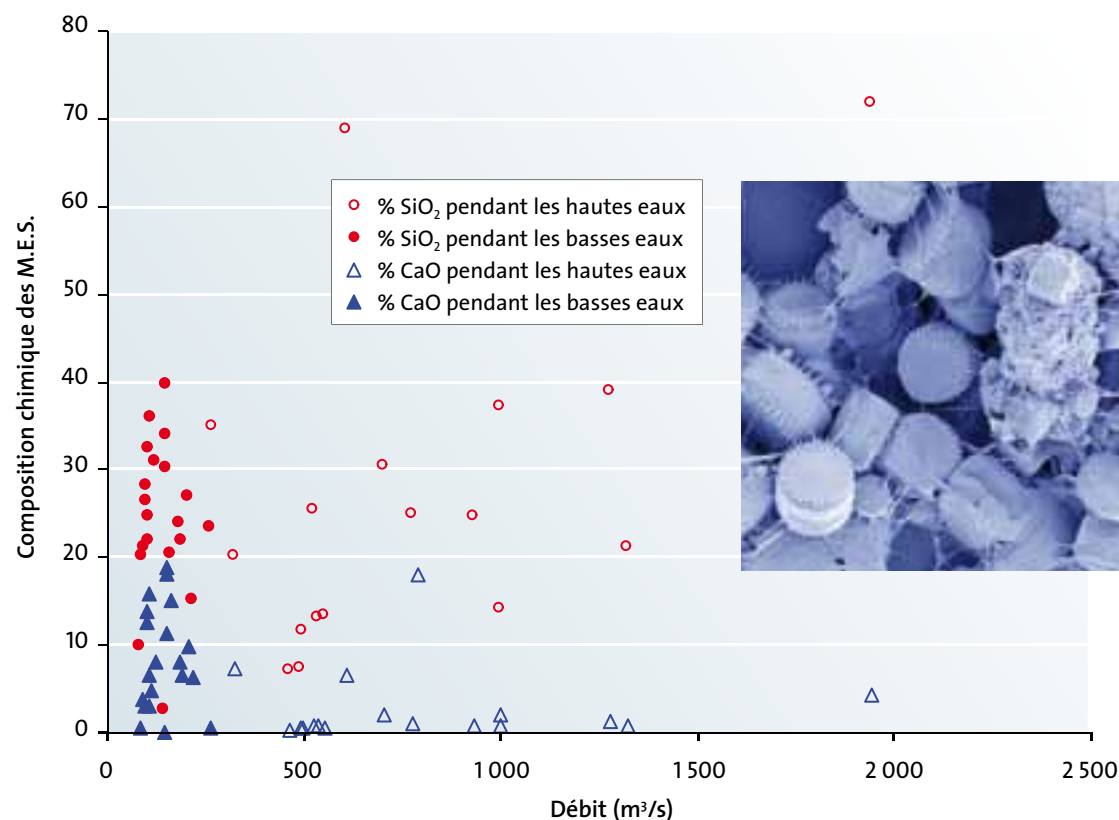 80
70
60
50
40
30
20
10
0
Composition chimique des M.E.S.
% SiO₂ pendant les hautes eaux
% SiO₂ pendant les basses eaux
% CaO pendant les hautes eaux
% CaO pendant les basses eaux
0 500 1 000 1 500 2 000 2 500
Débit (m³/s)